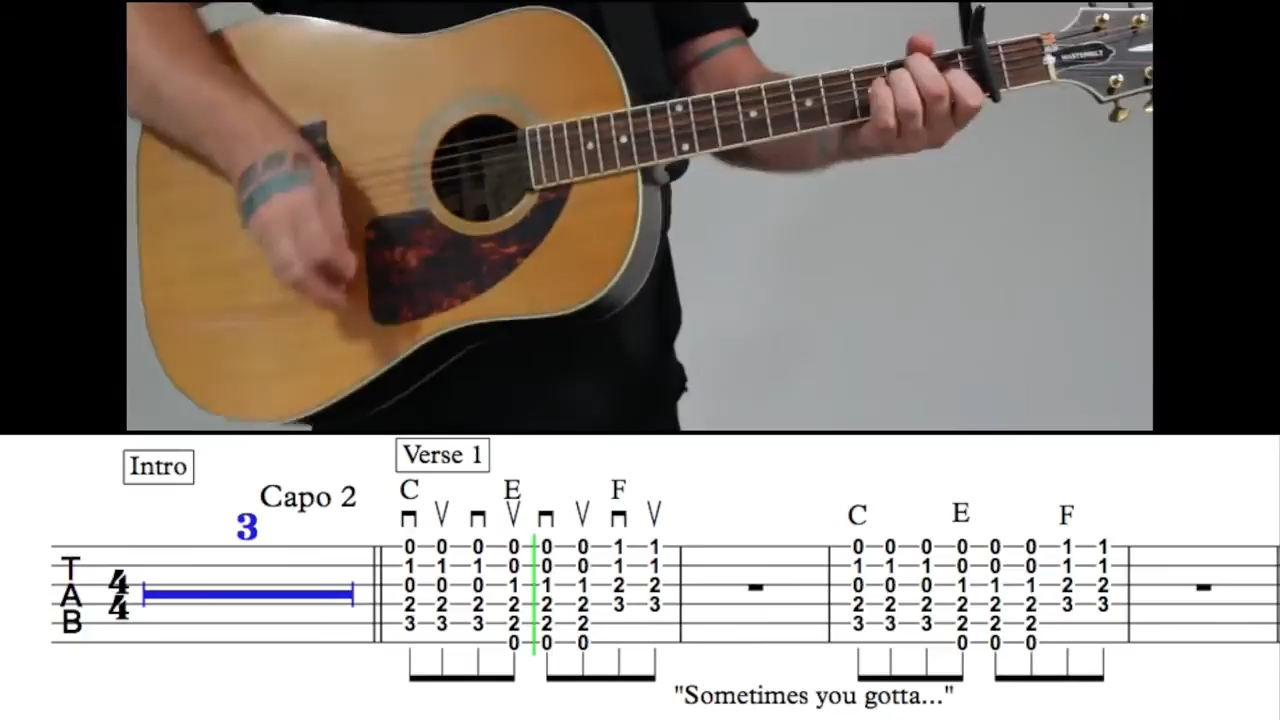 MASTERBILT
Intro
Verse 1
Capo 2
C E F
C E F
3
T
A
B
4
4
0 0 0 0 0 0 1 1
1 1 1 0 0 0 1 1
0 0 0 1 1 1 2 2
2 2 2 2 2 2 3 3
3 3 3 2 2 2
0 0 0
0 0 0 0 0 0 1 1
1 1 1 0 0 0 1 1
0 0 0 1 1 1 2 2
2 2 2 2 2 2 3 3
3 3 3 2 2 2
0 0 0
"Sometimes you gotta..."